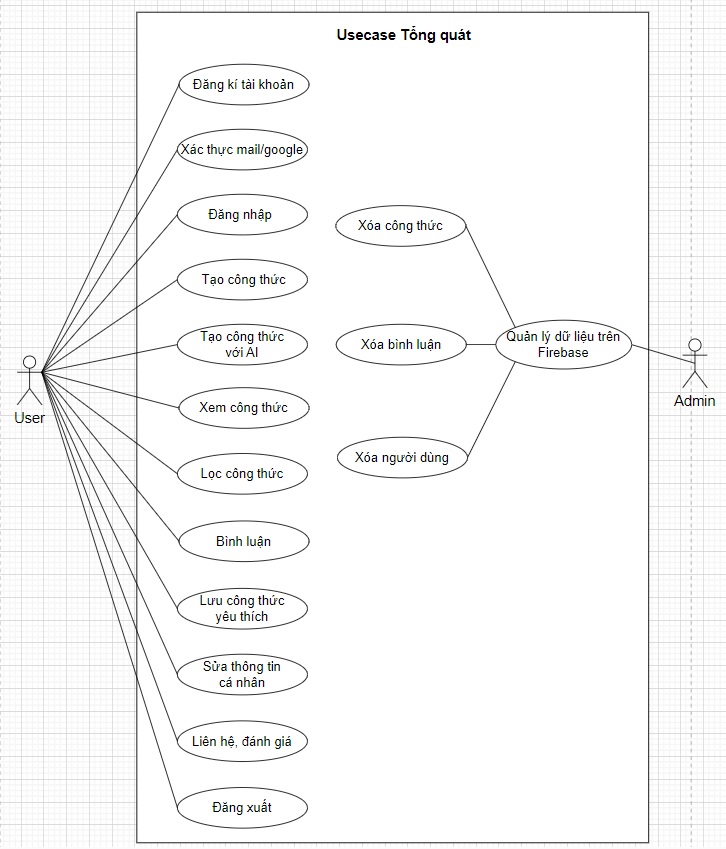 Usecase Tổng quát
Đăng kí tài khoản
Xác thực mail/google
Đăng nhập
Tạo công thức
Tạo công thức
với AI
Xem công thức
Lọc công thức
Bình luận
Lưu công thức
yêu thích
Sửa thông tin
cá nhân
Liên hệ, đánh giá
Đăng xuất
User
Xóa công thức
Xóa bình luận
Xóa người dùng
Quản lý dữ liệu trên
Firebase
Admin